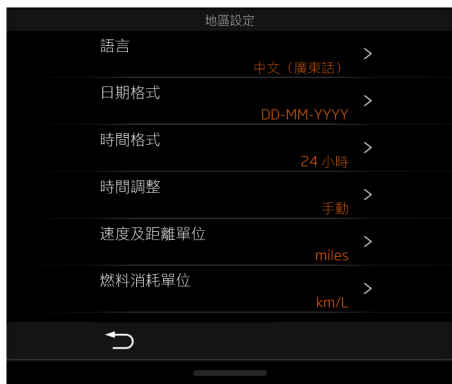 地區設定
語言
中文（廣東話）
日期格式
DD-MM-YYYY
時間格式
24 小時
時間調整
手動
速度及距離單位
miles
燃料消耗單位
km/L